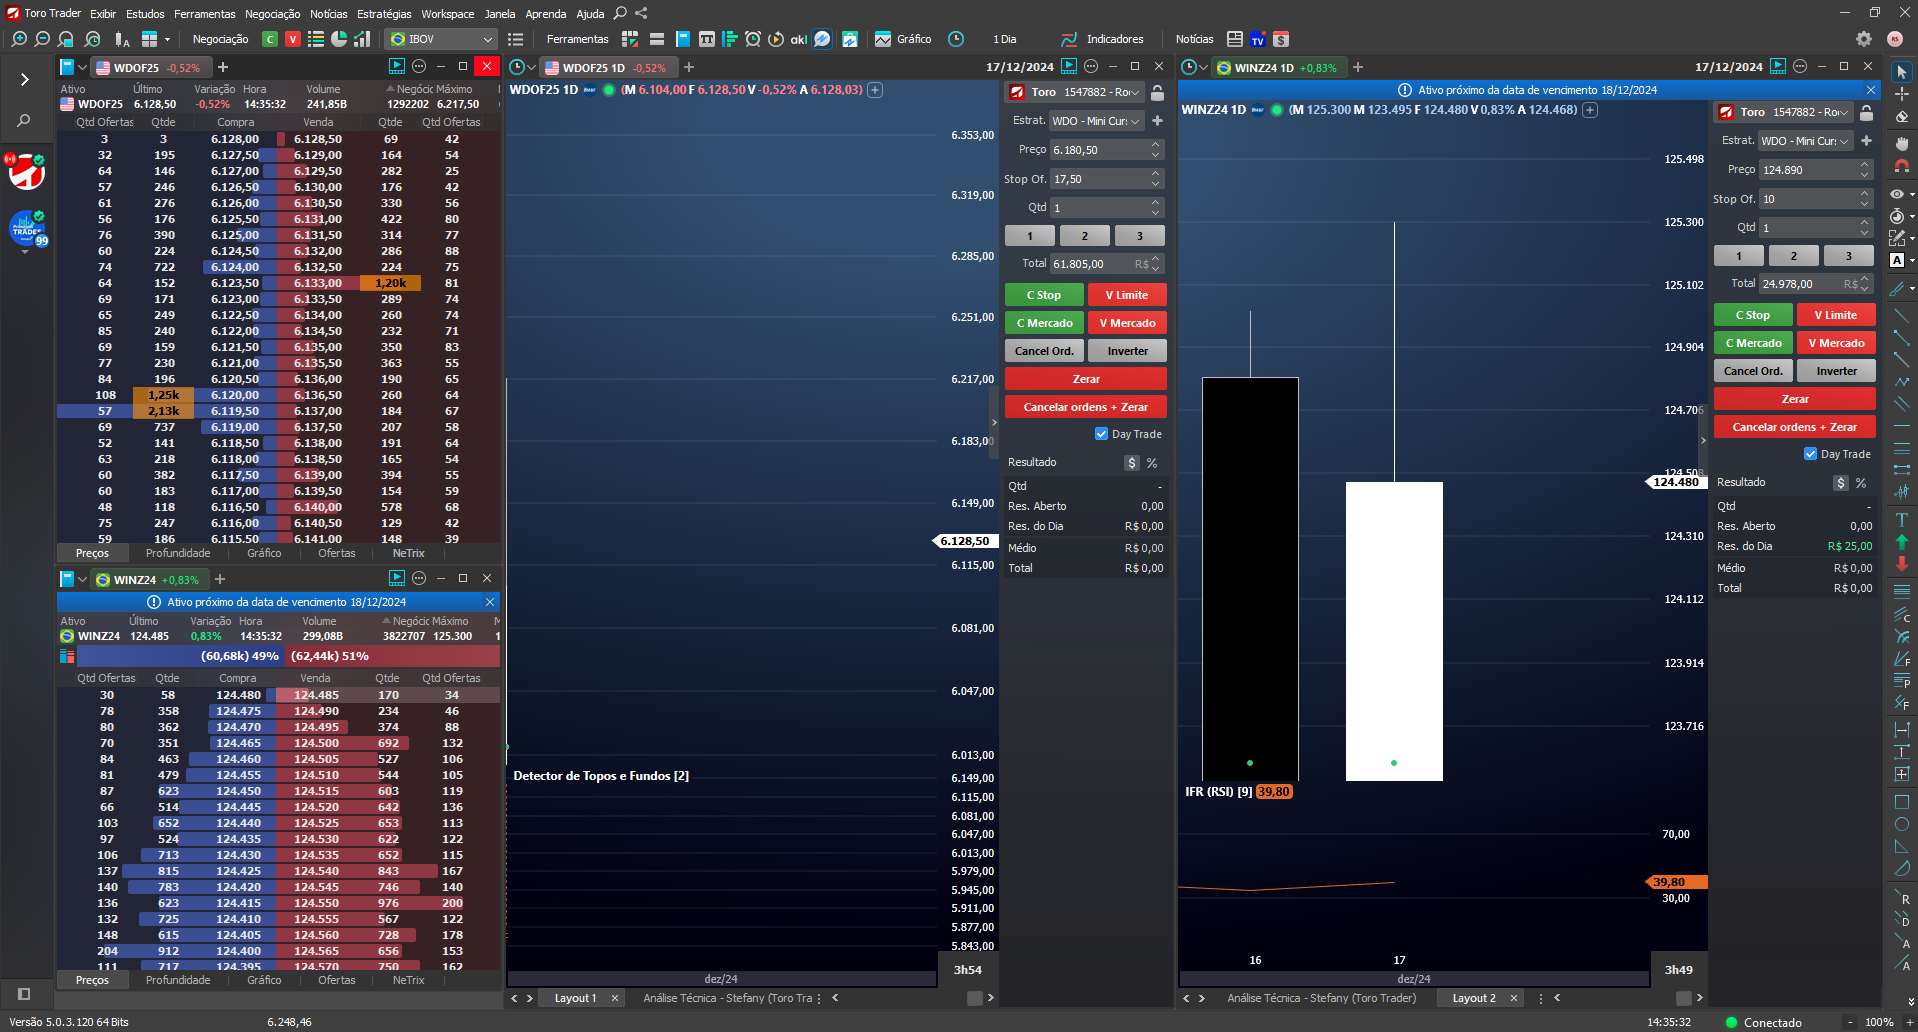 Toro Trader Exibir Estudos Ferramentas Negociação Notícias Estratégias Workspace Janela Aprenda Ajuda
Negociação C V IBOV Ferramentas TT akl Gráfico 1 Dia Indicadores Notícias TV $ RS
WDOF25 -0,52%
Ativo Último Variação Hora Volume Negócic Máximo
WDOF25 6.128,50 -0,52% 14:35:32 241,85B 1292202 6.217,50
Qtd Ofertas Qtde Compra Venda Qtde Qtd Ofertas
3 3 6.128,00 6.128,50 69 42
32 195 6.127,50 6.129,00 164 54
64 146 6.127,00 6.129,50 282 25
57 246 6.126,50 6.130,00 176 42
61 276 6.126,00 6.130,50 330 56
56 176 6.125,50 6.131,00 422 80
76 390 6.125,00 6.131,50 314 77
60 224 6.124,50 6.132,00 286 88
74 722 6.124,00 6.132,50 224 75
64 152 6.123,50 6.133,00 1,20k 81
69 171 6.123,00 6.133,50 289 74
65 249 6.122,50 6.134,00 260 74
85 240 6.122,00 6.134,50 232 71
69 159 6.121,50 6.135,00 350 83
77 230 6.121,00 6.135,50 363 55
84 196 6.120,50 6.136,00 190 65
108 1,25k 6.120,00 6.136,50 260 64
57 2,13k 6.119,50 6.137,00 184 67
69 737 6.119,00 6.137,50 207 58
52 141 6.118,50 6.138,00 191 64
63 218 6.118,00 6.138,50 165 54
60 382 6.117,50 6.139,00 394 55
60 183 6.117,00 6.139,50 154 59
48 118 6.116,50 6.140,00 578 68
75 247 6.116,00 6.140,50 129 42
59 186 6.115,50 6.141,00 148 39
Preços Profundidade Gráfico Ofertas NeTrix
99
WINZ24 +0,83%
Ativo próximo da data de vencimento 18/12/2024
Ativo Último Variação Hora Volume Negócic Máximo
WINZ24 124.485 0,83% 14:35:32 299,08B 3822707 125.300
(60,68k) 49% (62,44k) 51%
Qtd Ofertas Qtde Compra Venda Qtde Qtd Ofertas
30 58 124.480 124.485 170 34
78 358 124.475 124.490 234 46
80 362 124.470 124.495 374 88
70 351 124.465 124.500 692 132
84 463 124.460 124.505 527 106
81 479 124.455 124.510 544 105
87 623 124.450 124.515 603 119
66 514 124.445 124.520 642 136
103 652 124.440 124.525 653 113
97 524 124.435 124.530 622 122
106 713 124.430 124.535 652 115
137 815 124.425 124.540 843 167
140 783 124.420 124.545 746 140
136 623 124.415 124.550 976 200
132 725 124.410 124.555 567 122
148 615 124.405 124.560 728 178
204 912 124.400 124.565 656 153
111 717 124.395 124.570 750 162
Preços Profundidade Gráfico Ofertas NeTrix
WDOF25 1D -0,52% 17/12/2024
WDOF25 1D (M 6.104,00 F 6.128,50 V -0,52% A 6.128,03)
6.353,00
6.319,00
6.285,00
6.251,00
6.217,00
6.183,00
6.149,00
6.128,50
6.115,00
6.081,00
6.047,00
6.013,00
Detector de Topos e Fundos [2]
6.149,00
6.115,00
6.081,00
6.047,00
6.013,00
5.979,00
5.945,00
5.911,00
5.877,00
5.843,00
dez/24
3h54
Layout 1 Análise Técnica - Stefany (Toro Tra
Toro 1547882 - Ro
Estrat. WDO - Mini Cur
Preço 6.180,50
Stop Of. 17,50
Qtd 1
1 2 3
Total 61.805,00 R$
C Stop V Limite
C Mercado V Mercado
Cancel Ord. Inverter
Zerar
Cancelar ordens + Zerar
Day Trade
Resultado $ %
Qtd -
Res. Aberto 0,00
Res. do Dia R$ 0,00
Médio R$ 0,00
Total R$ 0,00
WINZ24 1D +0,83% 17/12/2024
Ativo próximo da data de vencimento 18/12/2024
WINZ24 1D (M 125.300 M 123.495 F 124.480 V 0,83% A 124.468)
125.498
125.300
125.102
124.904
124.706
124.508
124.480
124.310
124.112
123.914
123.716
IFR (RSI) [9] 39,80
70,00
39,80
30,00
16 17
dez/24
3h49
Análise Técnica - Stefany (Toro Trader) Layout 2
Toro 1547882 - Ro
Estrat. WDO - Mini Cur
Preço 124.890
Stop Of. 10
Qtd 1
1 2 3
Total 24.978,00 R$
C Stop V Limite
C Mercado V Mercado
Cancel Ord. Inverter
Zerar
Cancelar ordens + Zerar
Day Trade
Resultado $ %
Qtd -
Res. Aberto 0,00
Res. do Dia R$ 25,00
Médio R$ 0,00
Total R$ 0,00
Versão 5.0.3.120 64 Bits 6.248,46 14:35:32 Conectado - 100% +